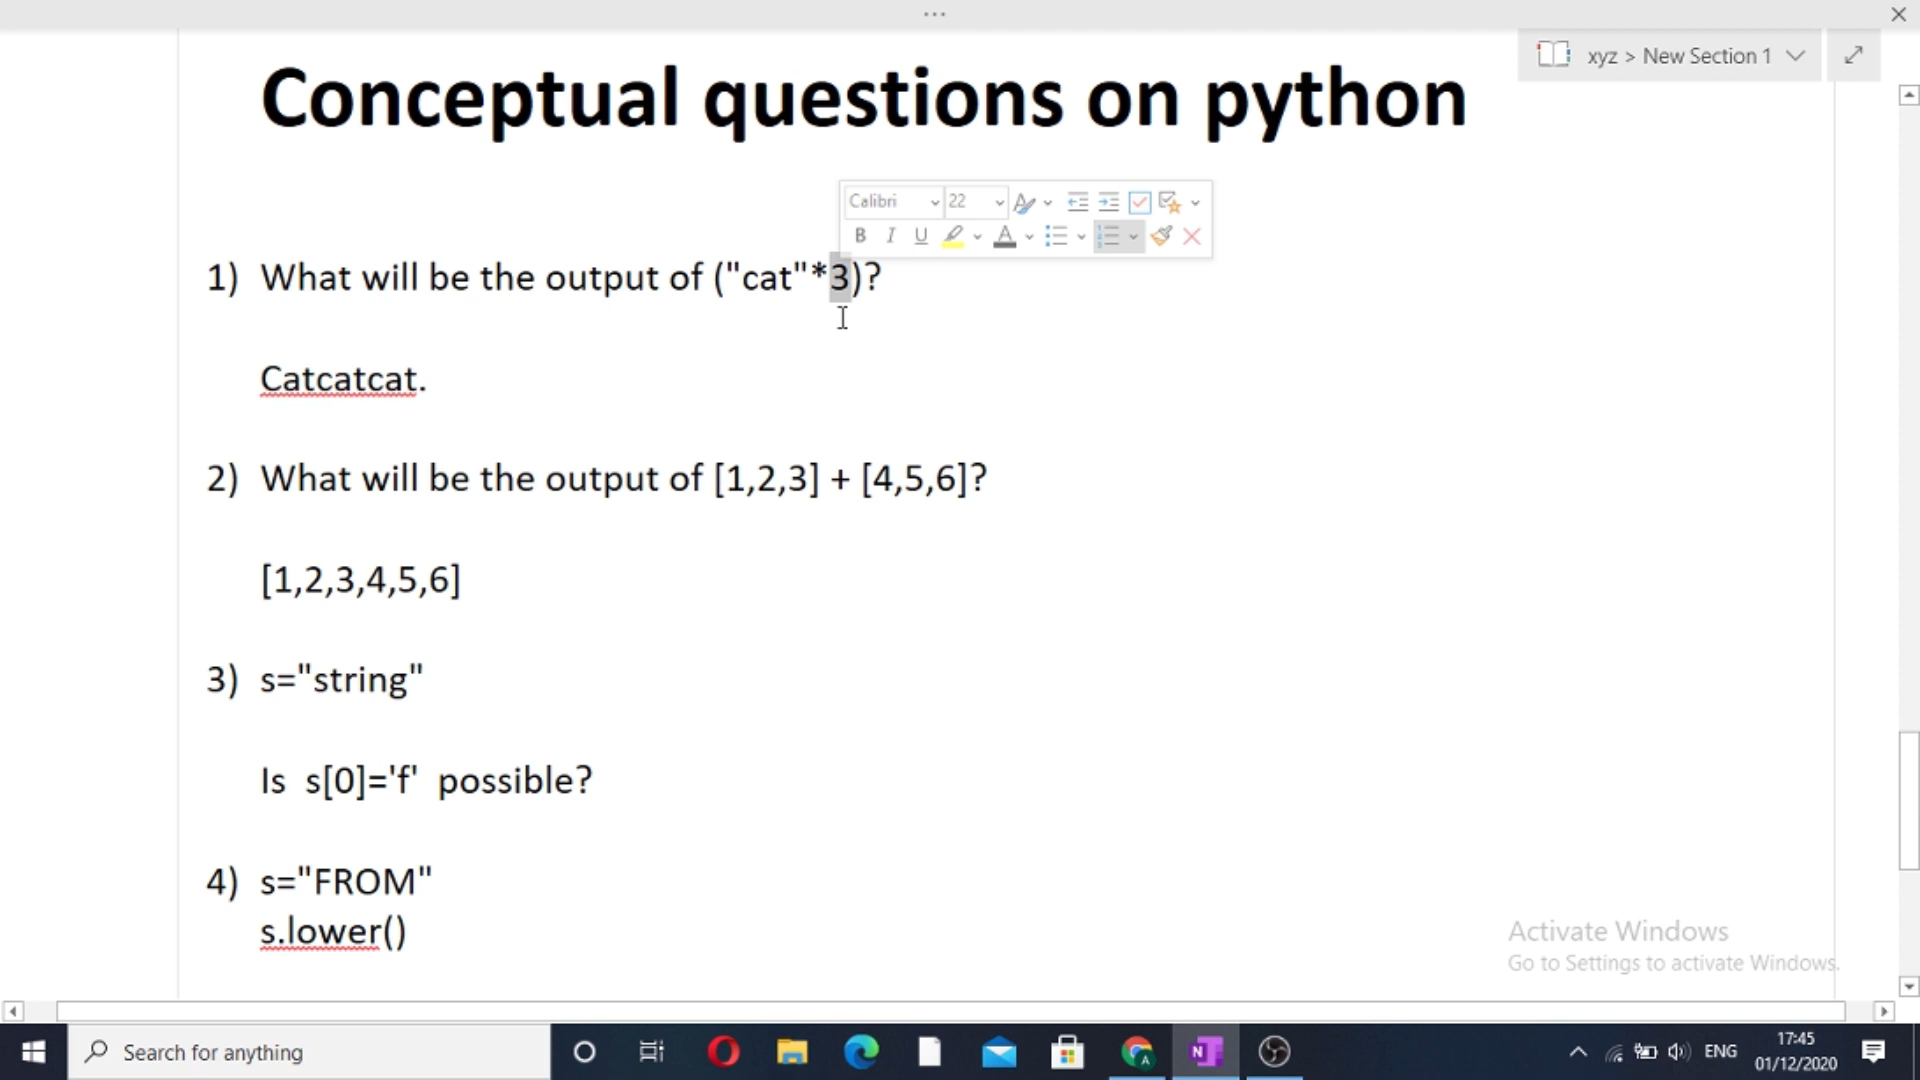 ...
xyz > New Section 1
Conceptual questions on python
Calibri 22
B I U A
1) What will be the output of ("cat"*3)?
Catcatcat.
2) What will be the output of [1,2,3] + [4,5,6]?
[1,2,3,4,5,6]
3) s="string"
Is s[0]='f' possible?
4) s="FROM"
s.lower()
Activate Windows
Go to Settings to activate Windows.
Search for anything
A
N
ENG
17:45
01/12/2020